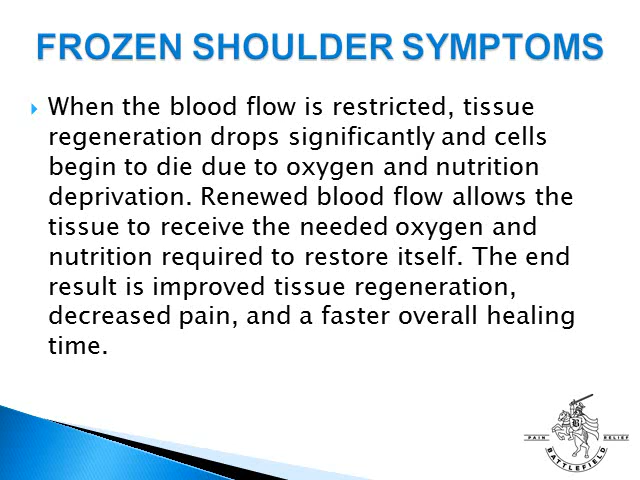 FROZEN SHOULDER SYMPTOMS
When the blood flow is restricted, tissue
regeneration drops significantly and cells
begin to die due to oxygen and nutrition
deprivation. Renewed blood flow allows the
tissue to receive the needed oxygen and
nutrition required to restore itself. The end
result is improved tissue regeneration,
decreased pain, and a faster overall healing
time.
B
PAIN RELIEF
BATTLEFIELD